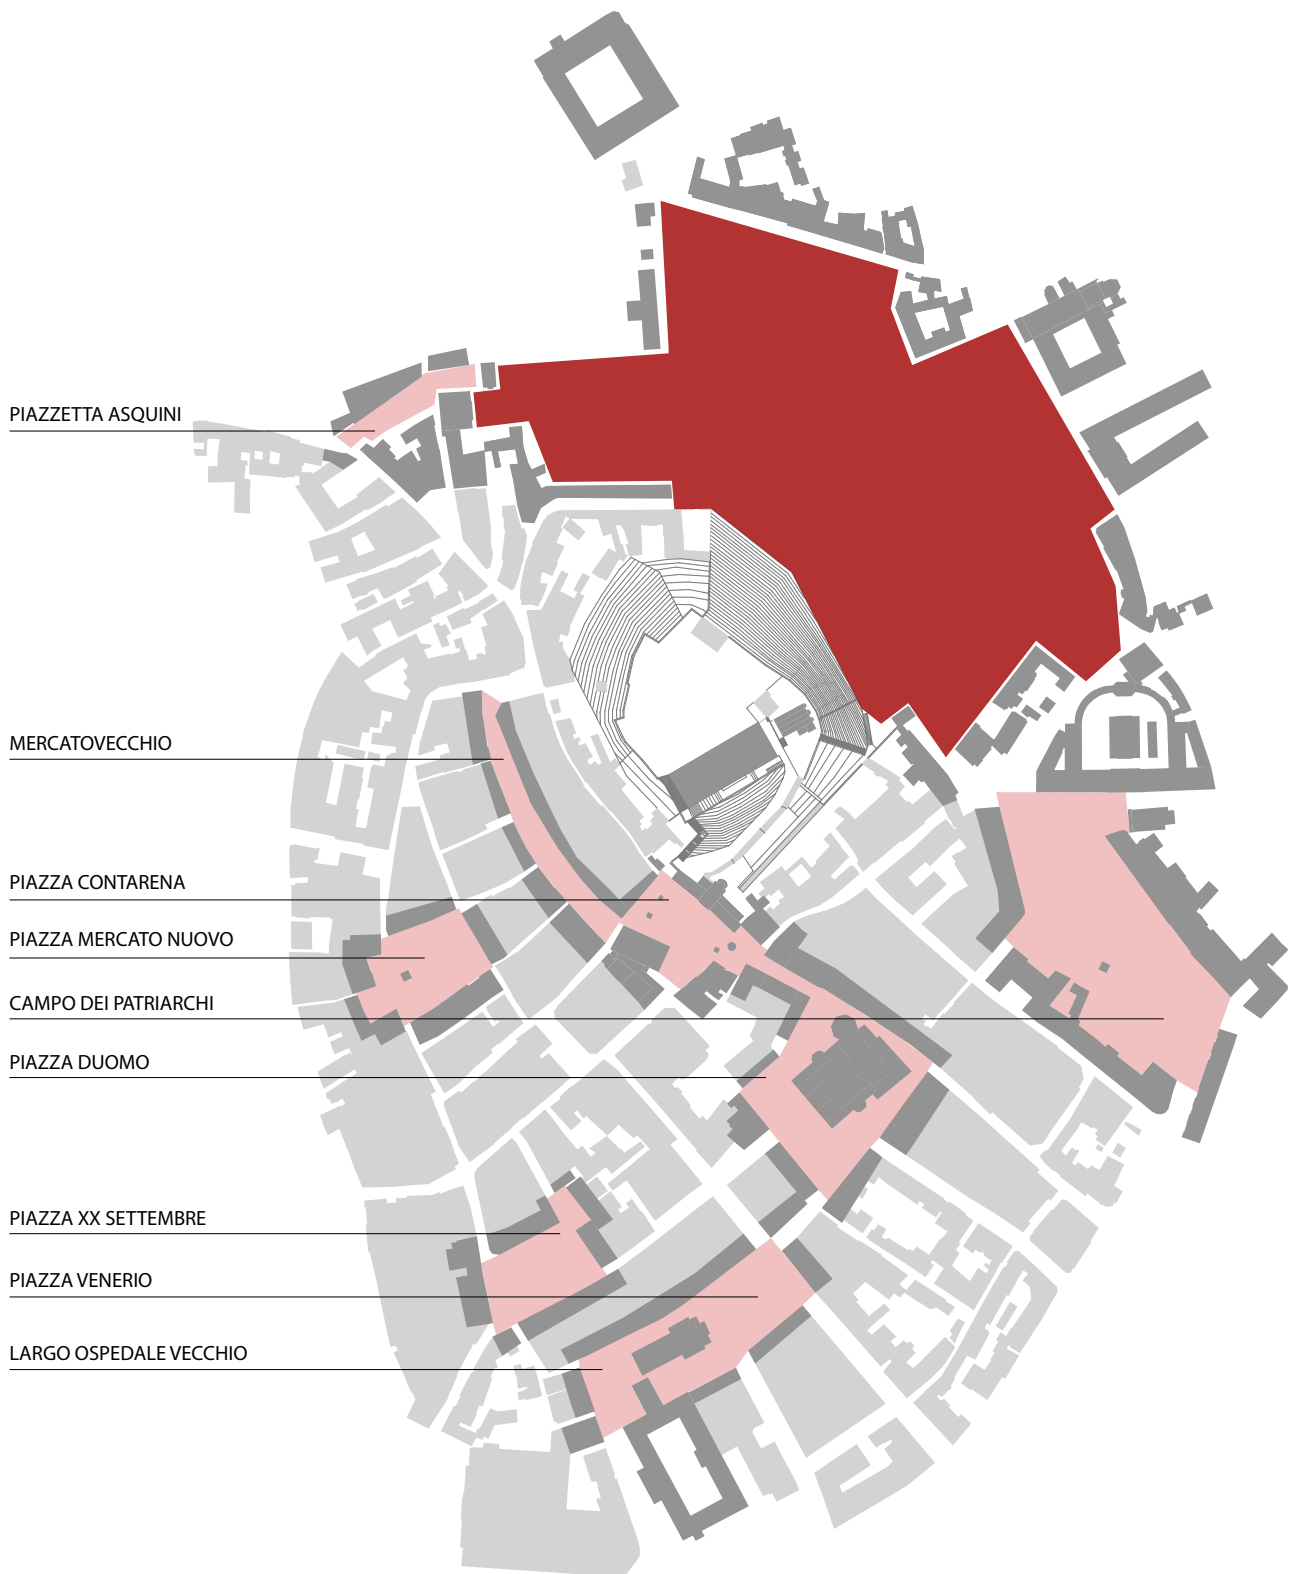 PIAZZETTA ASQUINI
MERCATOVECCHIO
PIAZZA CONTARENA
PIAZZA MERCATO NUOVO
CAMPO DEI PATRIARCHI
PIAZZA DUOMO
PIAZZA XX SETTEMBRE
PIAZZA VENERIO
LARGO OSPEDALE VECCHIO